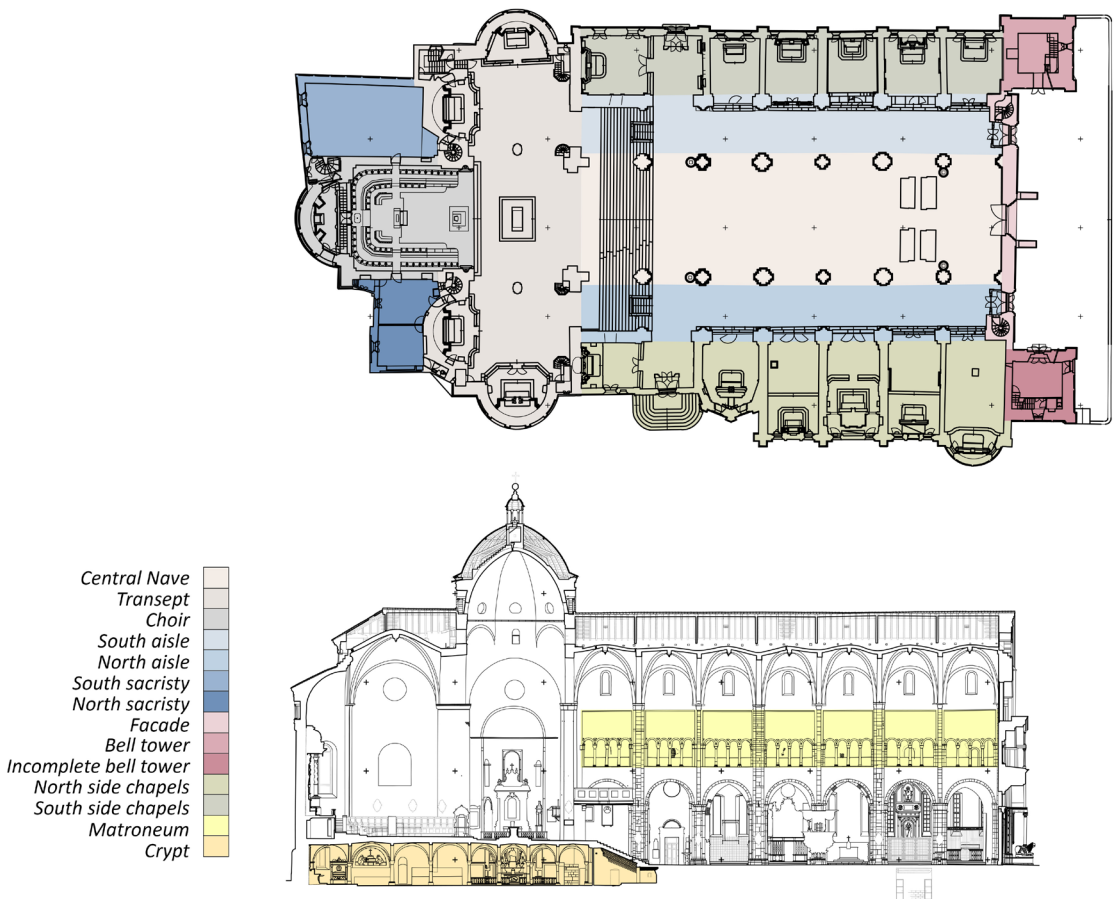 Central Nave
Transept
Choir
South aisle
North aisle
South sacristy
North sacristy
Facade
Bell tower
Incomplete bell tower
North side chapels
South side chapels
Matroneum
Crypt